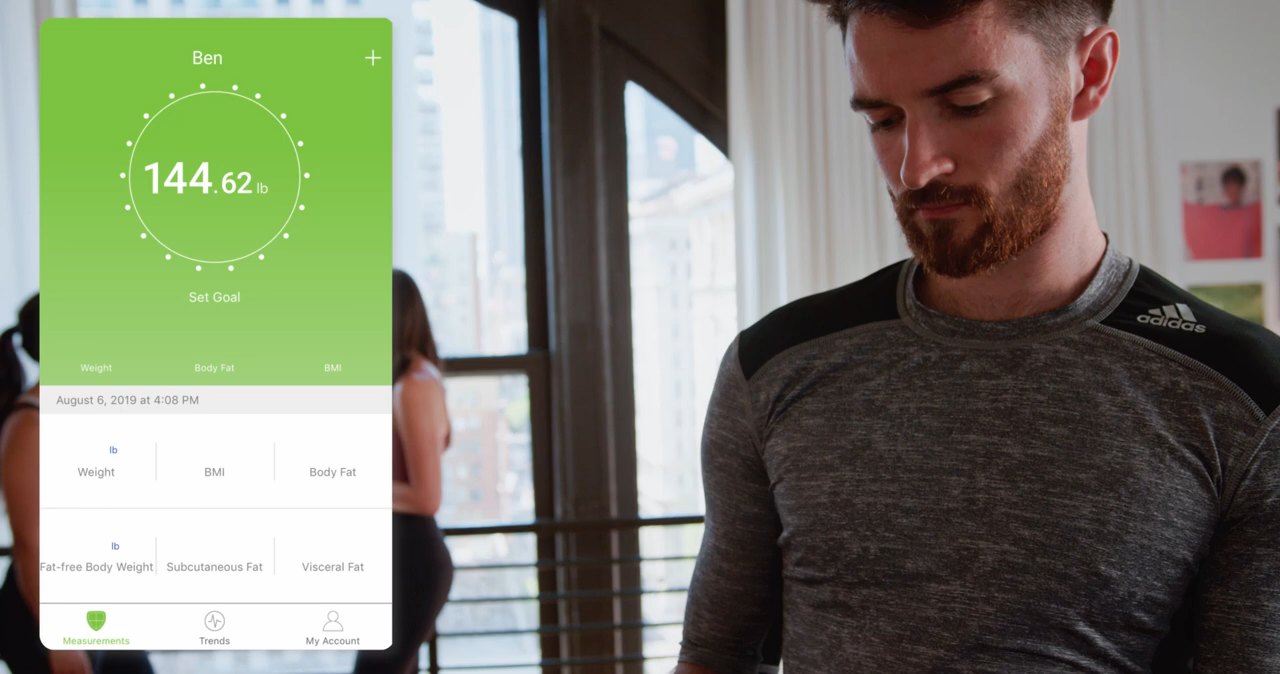 Ben
+
144.62 lb
Set Goal
Weight Body Fat BMI
August 6, 2019 at 4:08 PM
lb
Weight BMI Body Fat
lb
Fat-free Body Weight Subcutaneous Fat Visceral Fat
Measurements Trends My Account
adidas